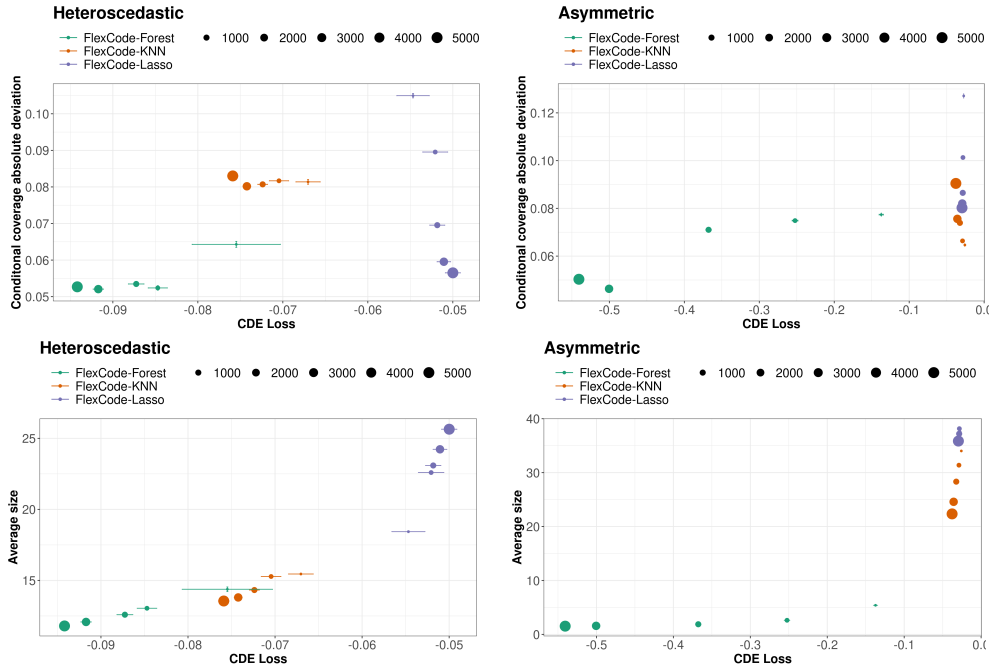 Heteroscedastic
FlexCode-Forest 1000 2000 3000 4000 5000
FlexCode-KNN
FlexCode-Lasso
Conditonal coverage absolute deviation
0.10
0.09
0.08
0.07
0.06
0.05
-0.09 -0.08 -0.07 -0.06 -0.05
CDE Loss
Asymmetric
FlexCode-Forest 1000 2000 3000 4000 5000
FlexCode-KNN
FlexCode-Lasso
Conditonal coverage absolute deviation
0.12
0.10
0.08
0.06
-0.5 -0.4 -0.3 -0.2 -0.1 0.0
CDE Loss
Heteroscedastic
FlexCode-Forest 1000 2000 3000 4000 5000
FlexCode-KNN
FlexCode-Lasso
Average size
25
20
15
-0.09 -0.08 -0.07 -0.06 -0.05
CDE Loss
Asymmetric
FlexCode-Forest 1000 2000 3000 4000 5000
FlexCode-KNN
FlexCode-Lasso
Average size
40
30
20
10
0
-0.5 -0.4 -0.3 -0.2 -0.1 0.0
CDE Loss